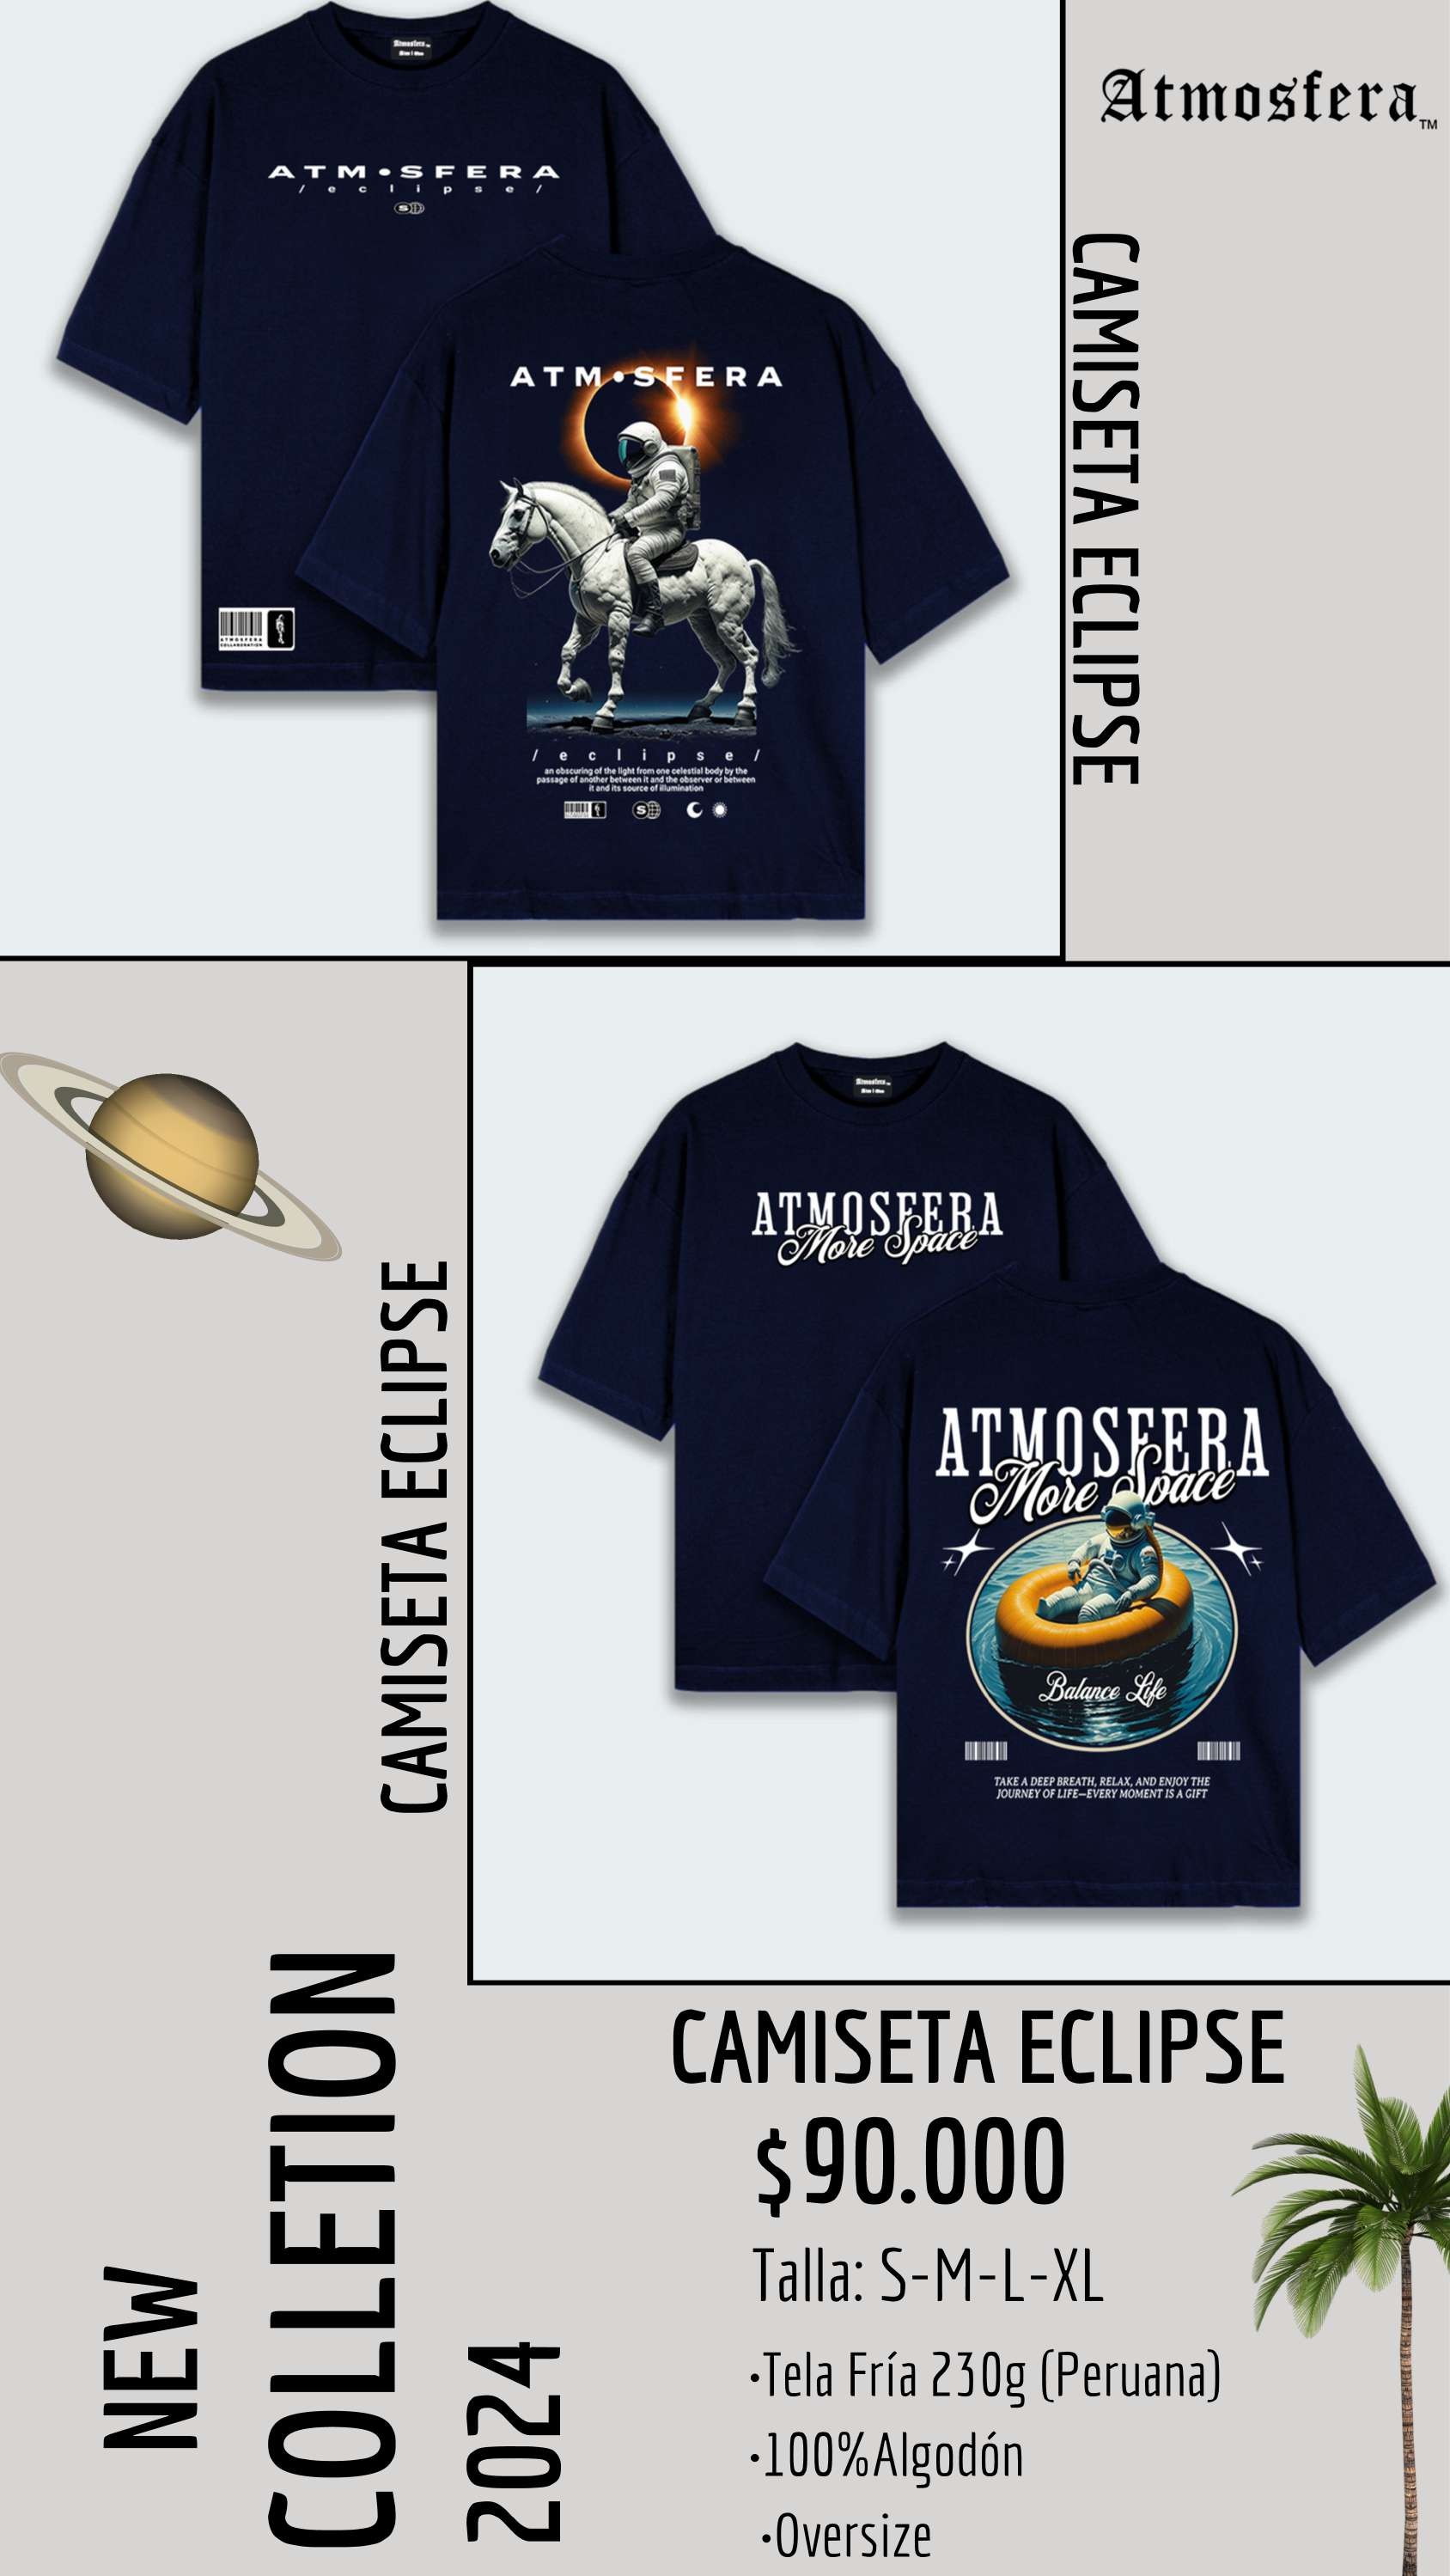 Atmosfera™
Atmosfera™
ATM•SFERA
/eclipse/
S
CAMISETA ECLIPSE
ATM•SFERA
ATMOSFERA
COLLABORATION
/eclipse/
an obscuring of the light from one celestial body by the
passage of another between it and the observer or between
it and its source of illumination
S
Atmosfera™
ATMOSFERA
More Space
CAMISETA ECLIPSE
ATMOSFERA
More Space
Balance Life
TAKE A DEEP BREATH, RELAX, AND ENJOY THE
JOURNEY OF LIFE—EVERY MOMENT IS A GIFT
NEW
COLLETION
2024
CAMISETA ECLIPSE
$90.000
Talla: S-M-L-XL
•Tela Fría 230g (Peruana)
•100%Algodón
•Oversize